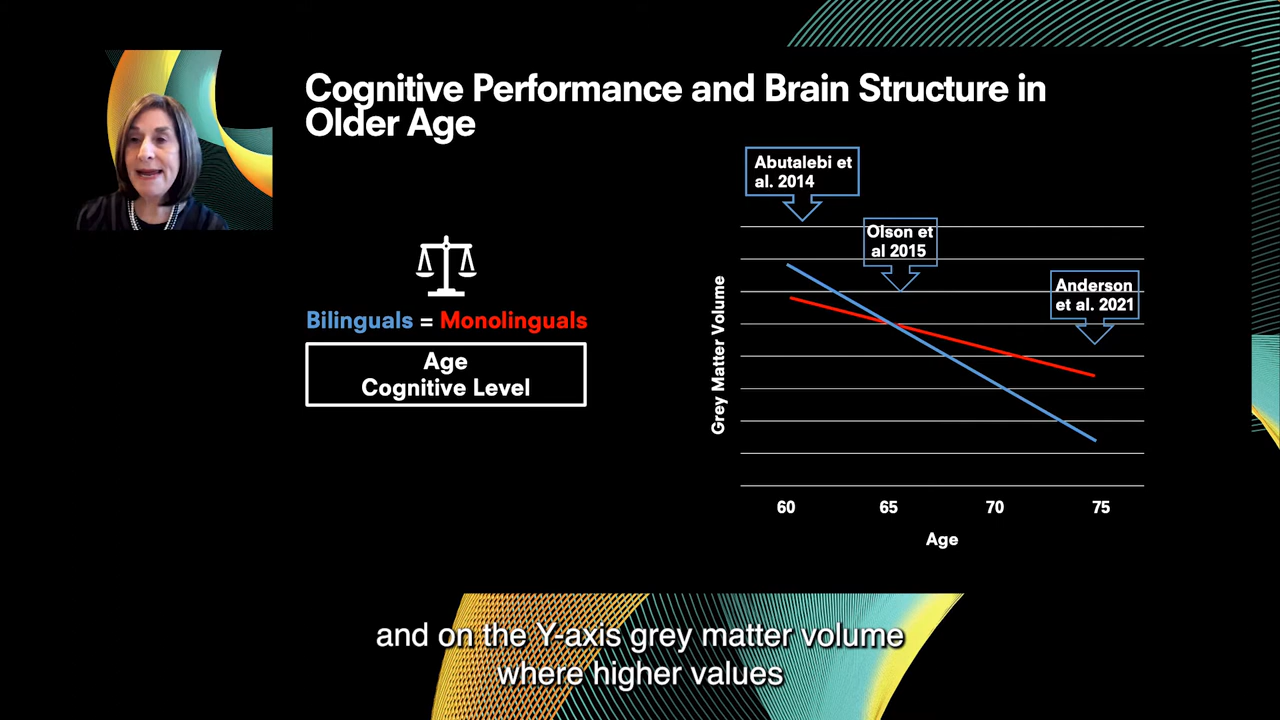 Cognitive Performance and Brain Structure in
Older Age
Bilinguals = Monolinguals
Age
Cognitive Level
Abutalebi et
al. 2014
Olson et
al 2015
Anderson
et al. 2021
Grey Matter Volume
60 65 70 75
Age
and on the Y-axis grey matter volume
where higher values